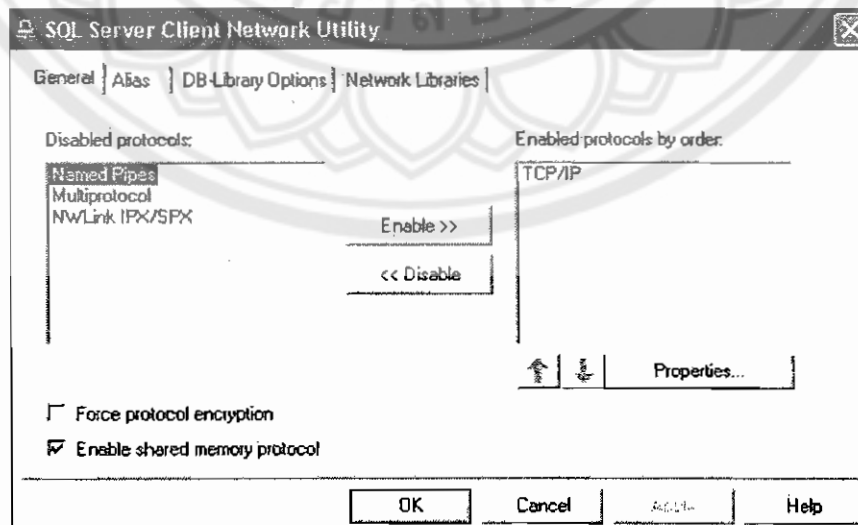 SQL Server Client Network Utility
General
Alias
DB-Library Options
Network Libraries
Disabled protocols:
Named Pipes
Multiprotocol
NWLink IPX/SPX
Enable >>
<< Disable
Enabled protocols by order:
TCP/IP
Properties...
Force protocol encryption
Enable shared memory protocol
OK
Cancel
Help